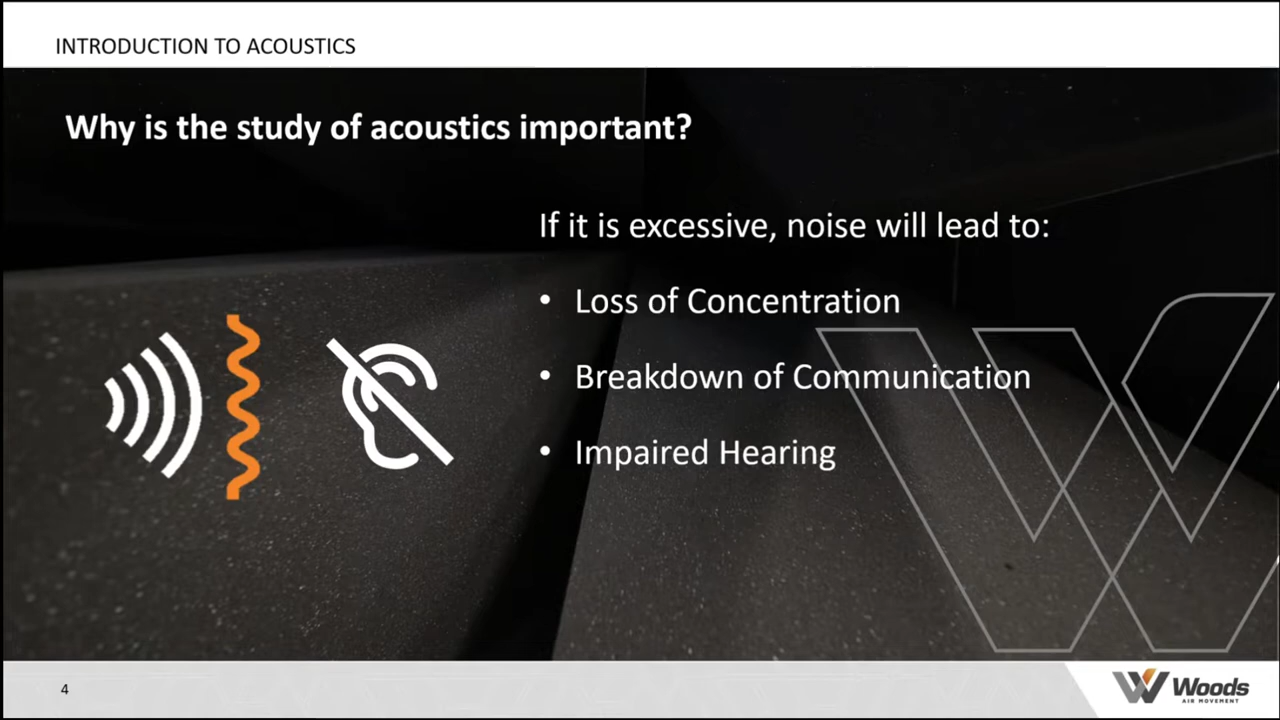 INTRODUCTION TO ACOUSTICS
Why is the study of acoustics important?
If it is excessive, noise will lead to:
• Loss of Concentration
• Breakdown of Communication
• Impaired Hearing
4
Woods
AIR MOVEMENT